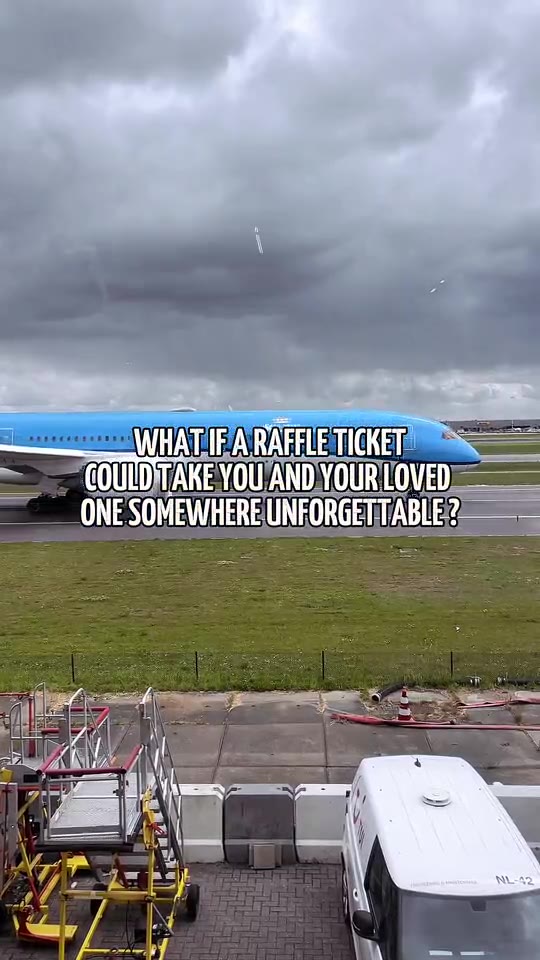 WHAT IF A RAFFLE TICKET
COULD TAKE YOU AND YOUR LOVED
ONE SOMEWHERE UNFORGETTABLE ?
NL-42